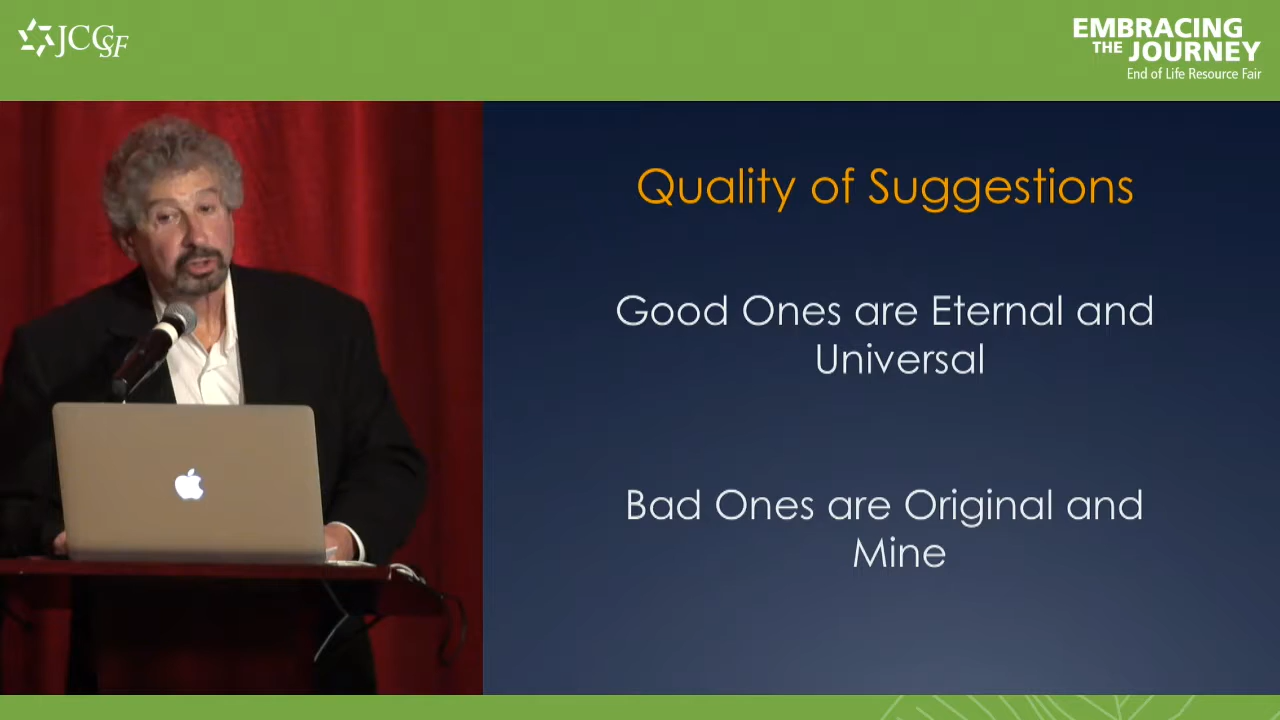 JCCSF
EMBRACING
THE JOURNEY
End of Life Resource Fair
Quality of Suggestions
Good Ones are Eternal and
Universal
Bad Ones are Original and
Mine